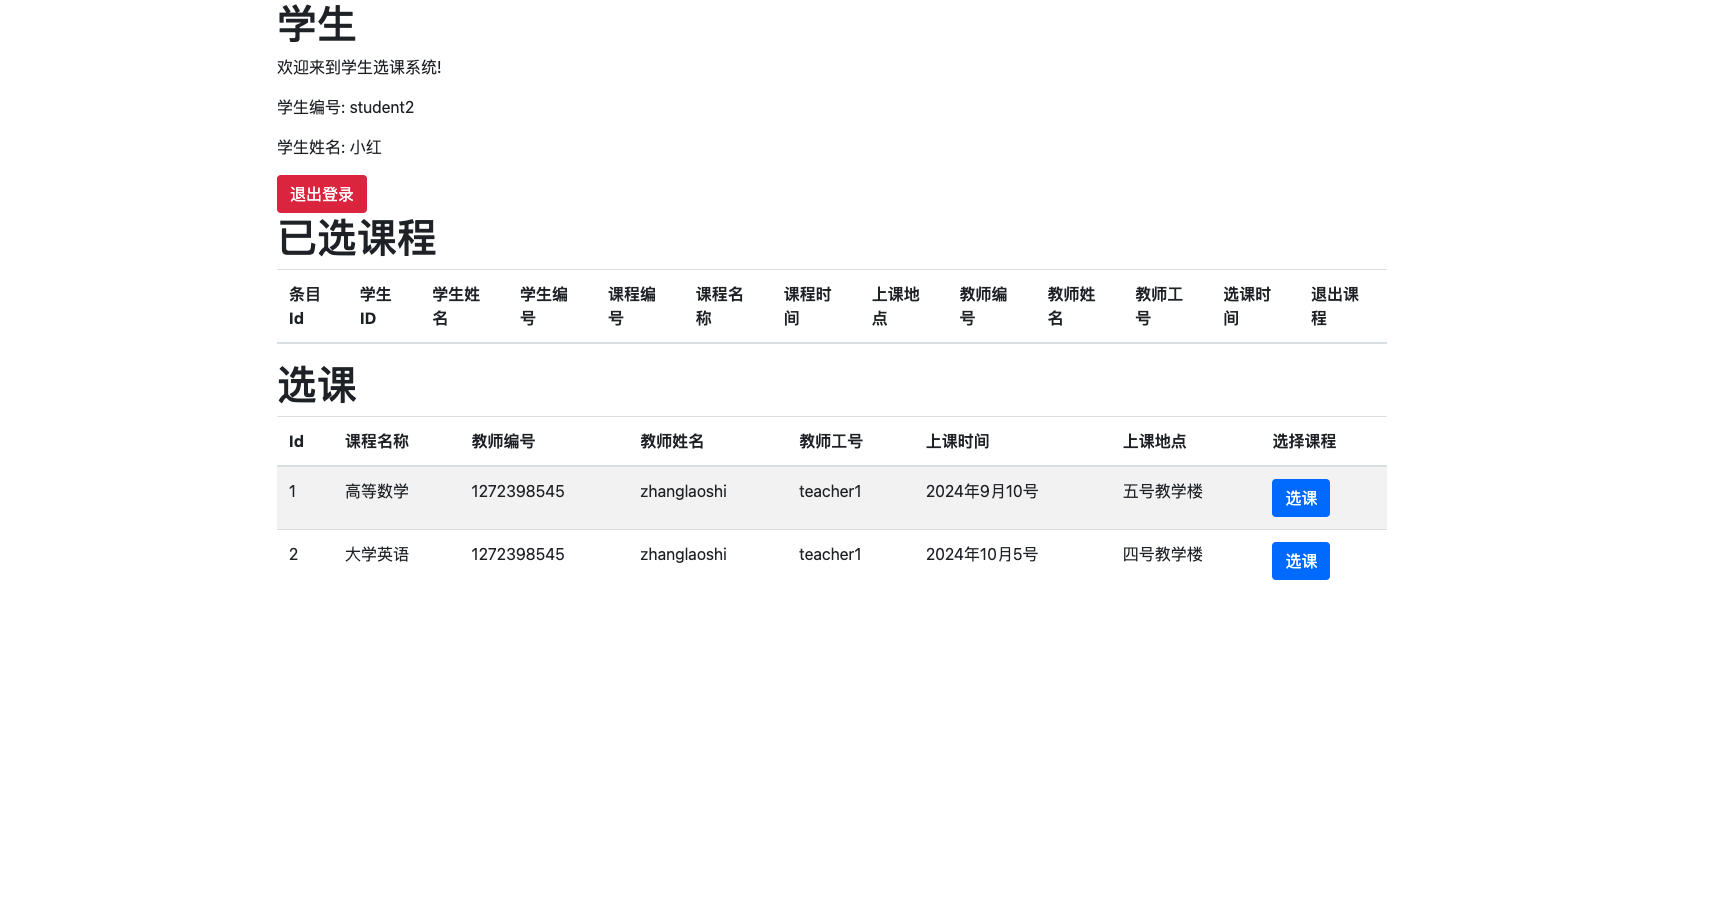 学生
欢迎来到学生选课系统!
学生编号: student2
学生姓名: 小红
退出登录
已选课程
条目Id 学生ID 学生姓名 学生编号 课程编号 课程名称 课程时间 上课地点 教师编号 教师姓名 教师工号 选课时间 退出课程
选课
Id 课程名称 教师编号 教师姓名 教师工号 上课时间 上课地点 选择课程
1 高等数学 1272398545 zhanglaoshi teacher1 2024年9月10号 五号教学楼 选课
2 大学英语 1272398545 zhanglaoshi teacher1 2024年10月5号 四号教学楼 选课